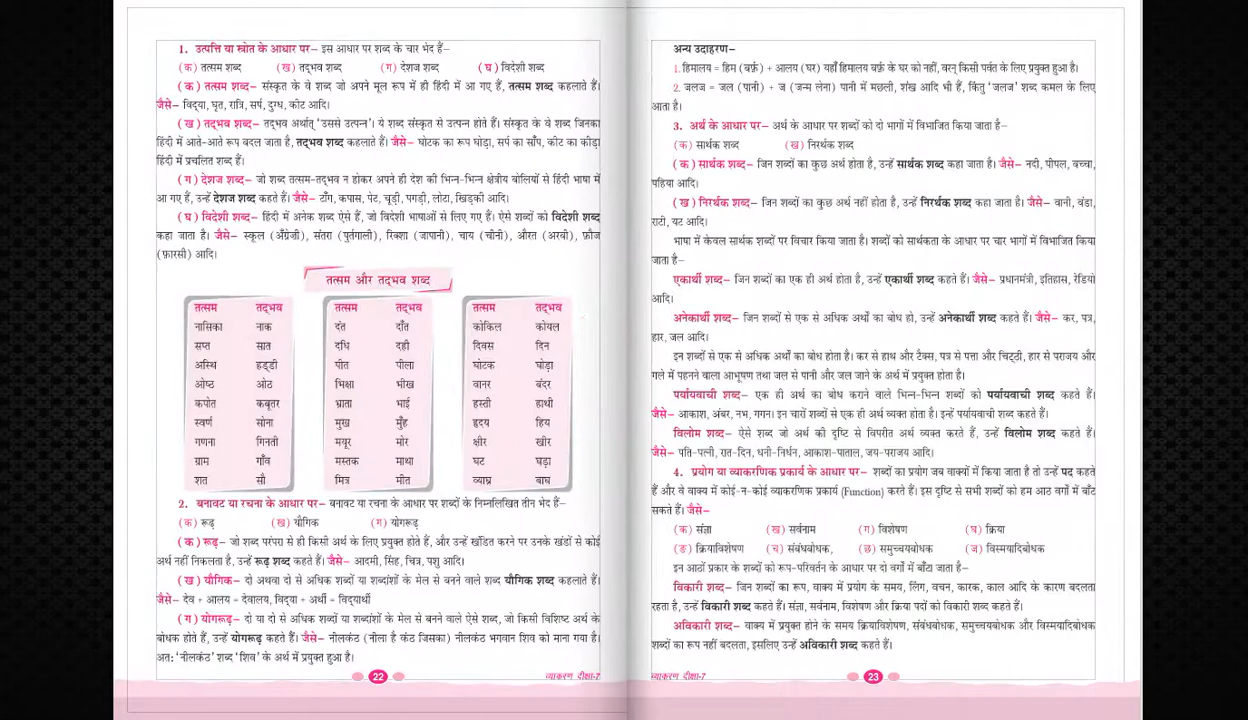 1. उत्पत्ति या स्त्रोत के आधार पर– इस आधार पर शब्द के चार भेद हैं–
(क) तत्सम शब्द (ख) तद्भव शब्द (ग) देशज शब्द (घ) विदेशी शब्द
(क) तत्सम शब्द– संस्कृत के वे शब्द जो अपने मूल रूप में ही हिंदी में आ गए हैं, तत्सम शब्द कहलाते हैं।
जैसे– विद्या, घृत, रात्रि, सर्प, दुग्ध, कीट आदि।
(ख) तद्भव शब्द– तद्भव अर्थात् ‘उससे उत्पन्न’। ये शब्द संस्कृत से उत्पन्न होते हैं। संस्कृत के वे शब्द जिनका
हिंदी में आते-आते रूप बदल जाता है, तद्भव शब्द कहलाते हैं। जैसे– घोटक का रूप घोड़ा, सर्प का साँप, कीट का कीड़ा
हिंदी में प्रचलित शब्द हैं।
(ग) देशज शब्द– जो शब्द तत्सम-तद्भव न होकर अपने ही देश की भिन्न-भिन्न क्षेत्रीय बोलियों से हिंदी भाषा में
आ गए हैं, उन्हें देशज शब्द कहते हैं। जैसे– टाँग, कपास, पेट, चूड़ी, पगड़ी, लोटा, खिड़की आदि।
(घ) विदेशी शब्द– हिंदी में अनेक शब्द ऐसे हैं, जो विदेशी भाषाओं से लिए गए हैं। ऐसे शब्दों को विदेशी शब्द
कहा जाता है। जैसे– स्कूल (अँग्रेजी), संतरा (पुर्तगाली), रिक्शा (जापानी), चाय (चीनी), औरत (अरबी), फ़ौज
(फ़ारसी) आदि।
तत्सम और तद्भव शब्द
तत्सम तद्भव तत्सम तद्भव तत्सम तद्भव
नासिका नाक दंत दाँत कोकिल कोयल
सप्त सात दधि दही दिवस दिन
अस्थि हड्डी पीत पीला घोटक घोड़ा
ओष्ठ ओठ भिक्षा भीख वानर बंदर
कपोत कबूतर भ्राता भाई हस्ती हाथी
स्वर्ण सोना मुख मुँह हृदय हिय
गणना गिनती मयूर मोर क्षीर खीर
ग्राम गाँव मस्तक माथा घट घड़ा
शत सौ मित्र मीत व्याघ्र बाघ
2. बनावट या रचना के आधार पर– बनावट या रचना के आधार पर शब्दों के निम्नलिखित तीन भेद हैं–
(क) रूढ़ (ख) यौगिक (ग) योगरूढ़
(क) रूढ़– जो शब्द परंपरा से ही किसी अर्थ के लिए प्रयुक्त होते हैं, और उन्हें खंडित करने पर उनके खंडों से कोई
अर्थ नहीं निकलता है, उन्हें रूढ़ शब्द कहते हैं। जैसे– आदमी, सिंह, चित्र, पशु आदि।
(ख) यौगिक– दो अथवा दो से अधिक शब्दों या शब्दांशों के मेल से बनने वाले शब्द यौगिक शब्द कहलाते हैं।
जैसे– देव + आलय = देवालय, विद्या + अर्थी = विद्यार्थी
(ग) योगरूढ़– दो या दो से अधिक शब्दों या शब्दांशों के मेल से बनने वाले ऐसे शब्द, जो किसी विशिष्ट अर्थ के
बोधक होते हैं, उन्हें योगरूढ़ कहते हैं। जैसे– नीलकंठ (नीला है कंठ जिसका) नीलकंठ भगवान शिव को माना गया है।
अत: ‘नीलकंठ’ शब्द ‘शिव’ के अर्थ में प्रयुक्त हुआ है।
22 व्याकरण दीक्षा-7
अन्य उदाहरण–
1. हिमालय = हिम (बर्फ़) + आलय (घर) यहाँ हिमालय बर्फ़ के घर को नहीं, वरन् किसी पर्वत के लिए प्रयुक्त हुआ है।
2. जलज = जल (पानी) + ज (जन्म लेना) पानी में मछली, शंख आदि भी हैं, किंतु ‘जलज’ शब्द कमल के लिए
आता है।
3. अर्थ के आधार पर– अर्थ के आधार पर शब्दों को दो भागों में विभाजित किया जाता है–
(क) सार्थक शब्द (ख) निरर्थक शब्द
(क) सार्थक शब्द– जिन शब्दों का कुछ अर्थ होता है, उन्हें सार्थक शब्द कहा जाता है। जैसे– नदी, पीपल, बच्चा,
पहिया आदि।
(ख) निरर्थक शब्द– जिन शब्दों का कुछ अर्थ नहीं होता है, उन्हें निरर्थक शब्द कहा जाता है। जैसे– वानी, वंडा,
राटी, यट आदि।
भाषा में केवल सार्थक शब्दों पर विचार किया जाता है। शब्दों को सार्थकता के आधार पर चार भागों में विभाजित किया
जाता है–
एकार्थी शब्द– जिन शब्दों का एक ही अर्थ होता है, उन्हें एकार्थी शब्द कहते हैं। जैसे– प्रधानमंत्री, इतिहास, रेडियो
आदि।
अनेकार्थी शब्द– जिन शब्दों से एक से अधिक अर्थों का बोध हो, उन्हें अनेकार्थी शब्द कहते हैं। जैसे– कर, पत्र,
हार, जल आदि।
इन शब्दों से एक से अधिक अर्थों का बोध होता है। कर से हाथ और टैक्स, पत्र से पत्ता और चिट्ठी, हार से पराजय और
गले में पहनने वाला आभूषण तथा जल से पानी और जल जाने के अर्थ में प्रयुक्त होता है।
पर्यायवाची शब्द– एक ही अर्थ का बोध कराने वाले भिन्न-भिन्न शब्दों को पर्यायवाची शब्द कहते हैं।
जैसे– आकाश, अंबर, नभ, गगन। इन चारों शब्दों से एक ही अर्थ व्यक्त होता है। इन्हें पर्यायवाची शब्द कहते हैं।
विलोम शब्द– ऐसे शब्द जो अर्थ की दृष्टि से विपरीत अर्थ व्यक्त करते हैं, उन्हें विलोम शब्द कहते हैं।
जैसे– पति-पत्नी, रात-दिन, धनी-निर्धन, आकाश-पाताल, जय-पराजय आदि।
4. प्रयोग या व्याकरणिक प्रकार्य के आधार पर– शब्दों का प्रयोग जब वाक्यों में किया जाता है तो उन्हें पद कहते
हैं और वे वाक्य में कोई-न-कोई व्याकरणिक प्रकार्य (Function) करते हैं। इस दृष्टि से सभी शब्दों को हम आठ वर्गों में बाँट
सकते हैं। जैसे–
(क) संज्ञा (ख) सर्वनाम (ग) विशेषण (घ) क्रिया
(ङ) क्रियाविशेषण (च) संबंधबोधक, (छ) समुच्चयबोधक (ज) विस्मयादिबोधक
इन आठों प्रकार के शब्दों को रूप-परिवर्तन के आधार पर दो वर्गों में बाँटा जाता है–
विकारी शब्द– जिन शब्दों का रूप, वाक्य में प्रयोग के समय, लिंग, वचन, कारक, काल आदि के कारण बदलता
रहता है, उन्हें विकारी शब्द कहते हैं। संज्ञा, सर्वनाम, विशेषण और क्रिया पदों को विकारी शब्द कहते हैं।
अविकारी शब्द– वाक्य में प्रयुक्त होने के समय क्रियाविशेषण, संबंधबोधक, समुच्चयबोधक और विस्मयादिबोधक
शब्दों का रूप नहीं बदलता, इसलिए उन्हें अविकारी शब्द कहते हैं।
व्याकरण दीक्षा-7 23